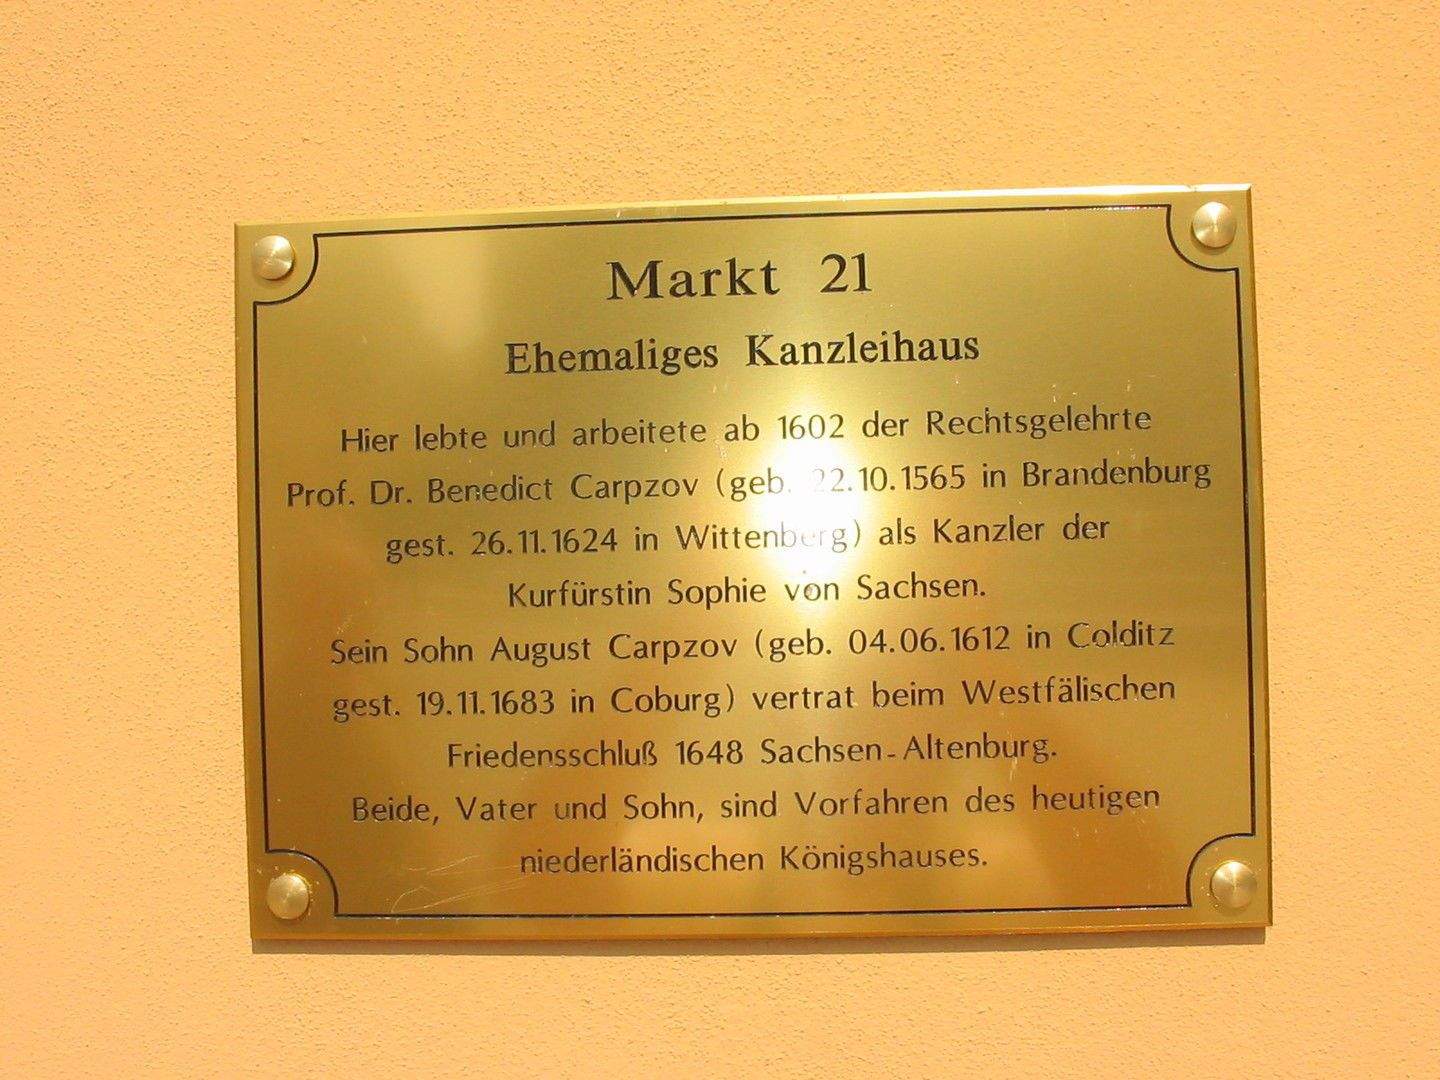 Markt 21
Ehemaliges Kanzleihaus
Hier lebte und arbeitete ab 1602 der Rechtsgelehrte
Prof. Dr. Benedict Carpzov (geb. 22.10.1565 in Brandenburg
gest. 26.11.1624 in Wittenberg) als Kanzler der
Kurfürstin Sophie von Sachsen.
Sein Sohn August Carpzov (geb. 04.06.1612 in Colditz
gest. 19.11.1683 in Coburg) vertrat beim Westfälischen
Friedensschluß 1648 Sachsen-Altenburg.
Beide, Vater und Sohn, sind Vorfahren des heutigen
niederländischen Königshauses.